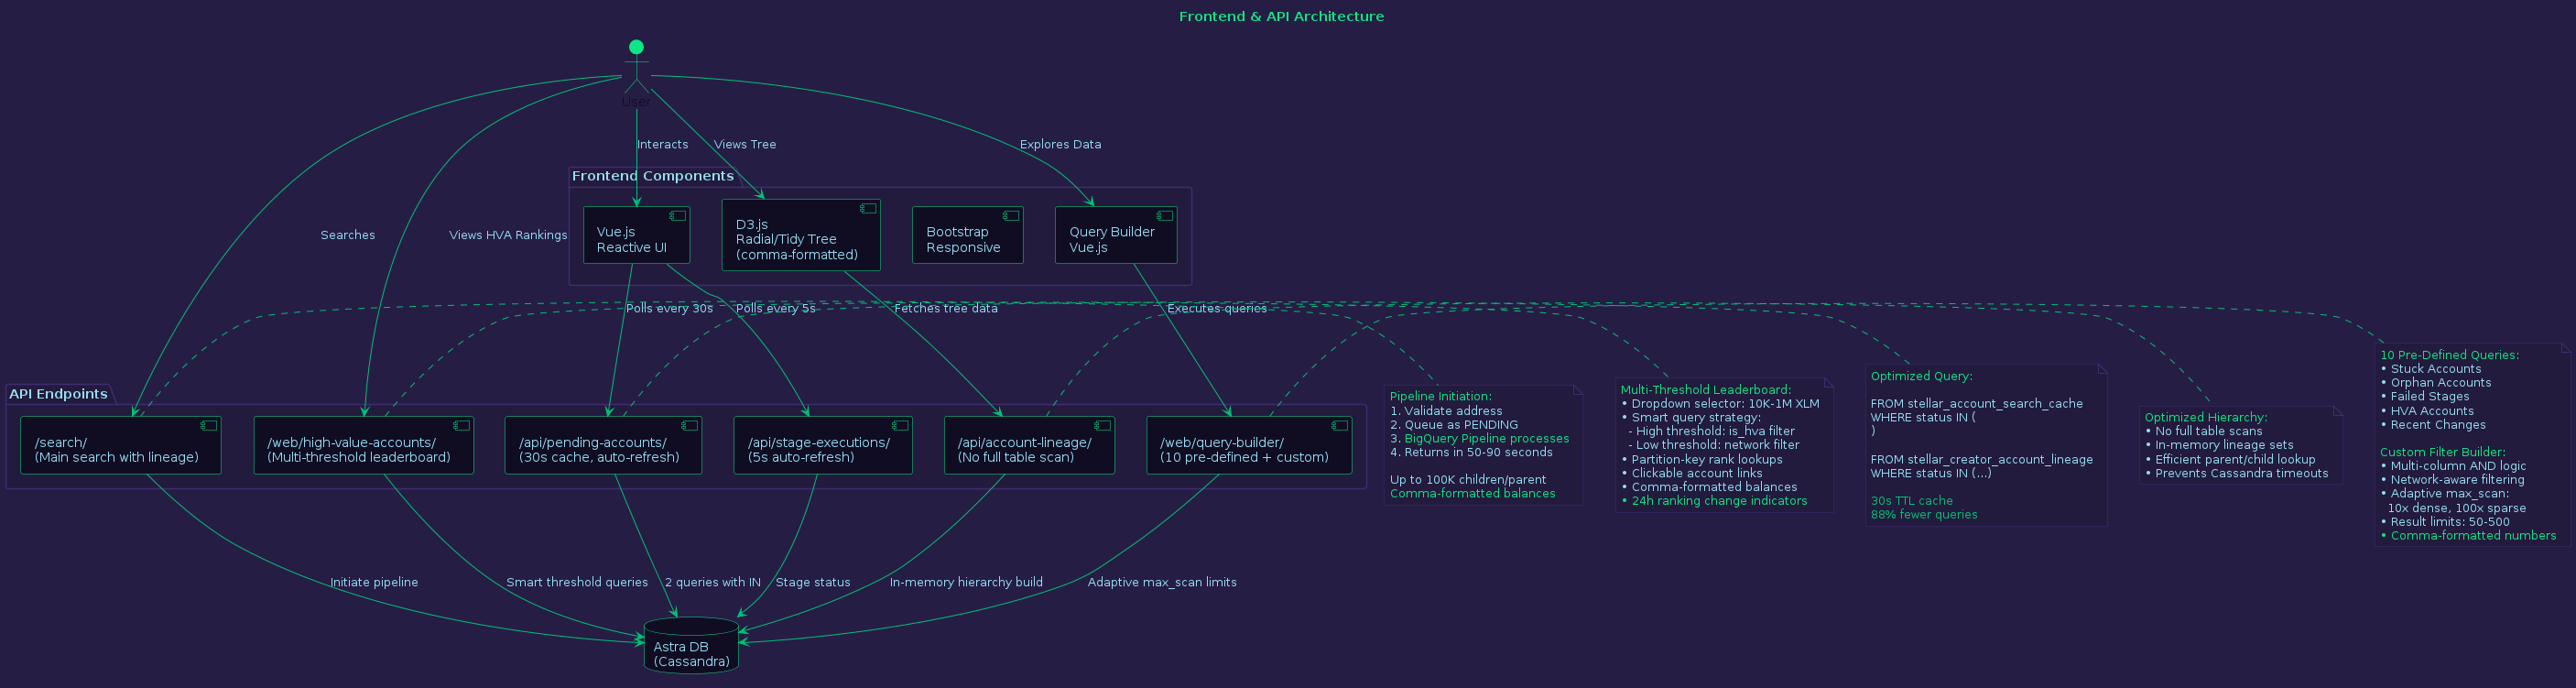 Frontend & API Architecture
User
Interacts
Views Tree
Explores Data
Searches
Views HVA Rankings
Frontend Components
Vue.js
Reactive UI
D3.js
Radial/Tidy Tree
(comma-formatted)
Bootstrap
Responsive
Query Builder
Vue.js
Polls every 30s
Polls every 5s
Fetches tree data
Executes queries
API Endpoints
/search/
(Main search with lineage)
/web/high-value-accounts/
(Multi-threshold leaderboard)
/api/pending-accounts/
(30s cache, auto-refresh)
/api/stage-executions/
(5s auto-refresh)
/api/account-lineage/
(No full table scan)
/web/query-builder/
(10 pre-defined + custom)
Pipeline Initiation:
1. Validate address
2. Queue as PENDING
3. BigQuery Pipeline processes
4. Returns in 50-90 seconds
Up to 100K children/parent
Comma-formatted balances
Multi-Threshold Leaderboard:
• Dropdown selector: 10K-1M XLM
• Smart query strategy:
- High threshold: is_hva filter
- Low threshold: network filter
• Partition-key rank lookups
• Clickable account links
• Comma-formatted balances
• 24h ranking change indicators
Optimized Query:
FROM stellar_account_search_cache
WHERE status IN (
)
FROM stellar_creator_account_lineage
WHERE status IN (...)
30s TTL cache
88% fewer queries
Optimized Hierarchy:
• No full table scans
• In-memory lineage sets
• Efficient parent/child lookup
• Prevents Cassandra timeouts
10 Pre-Defined Queries:
• Stuck Accounts
• Orphan Accounts
• Failed Stages
• HVA Accounts
• Recent Changes
Custom Filter Builder:
• Multi-column AND logic
• Network-aware filtering
• Adaptive max_scan:
10x dense, 100x sparse
• Result limits: 50-500
• Comma-formatted numbers
Initiate pipeline
Smart threshold queries
2 queries with IN
Stage status
In-memory hierarchy build
Adaptive max_scan limits
Astra DB
(Cassandra)